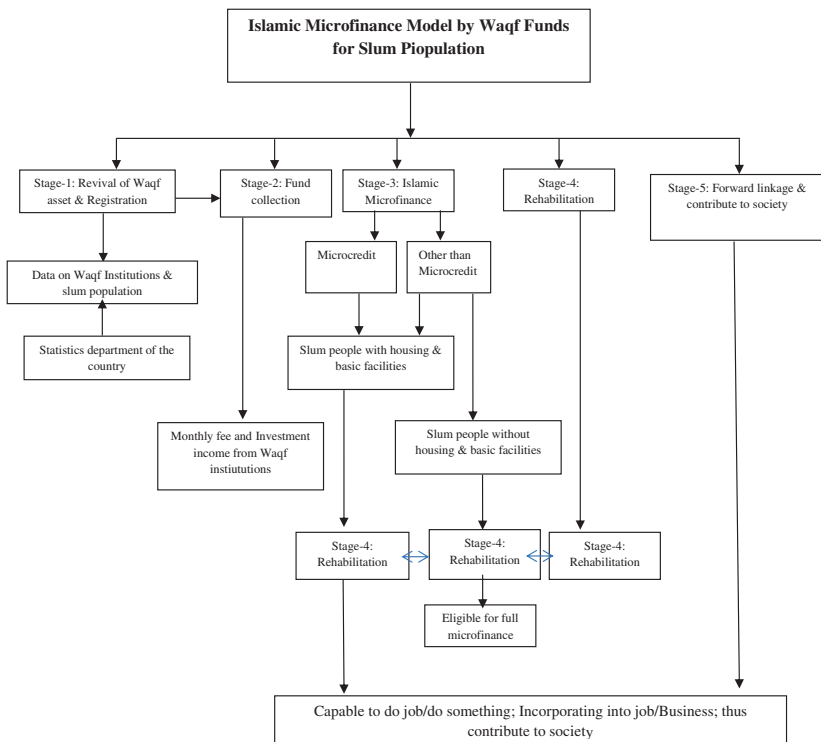 Islamic Microfinance Model by Waqf Funds
for Slum Piopulation
Stage-1: Revival of Waqf
asset & Registration
Stage-2: Fund
collection
Stage-3: Islamic
Microfinance
Stage-4:
Rehabilitation
Stage-5: Forward linkage &
contribute to society
Microcredit
Other than
Microcredit
Data on Waqf Institutions &
slum population
Statistics department of the
country
Slum people with housing &
basic facilities
Monthly fee and Investment
income from Waqf
instiututions
Slum people without
housing & basic facilities
Stage-4:
Rehabilitation
Stage-4:
Rehabilitation
Stage-4:
Rehabilitation
Eligible for full
microfinance
Capable to do job/do something; Incorporating into job/Business; thus
contribute to society